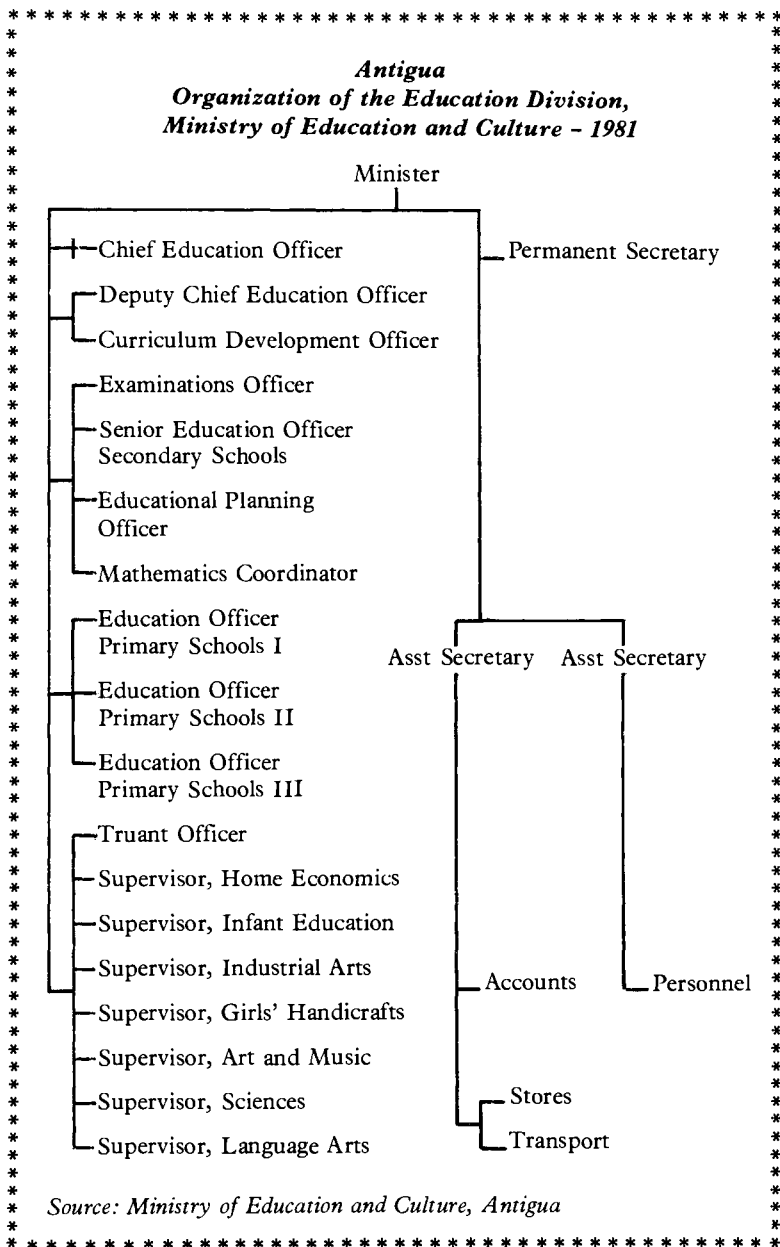 Antigua
Organization of the Education Division,
Ministry of Education and Culture – 1981
Minister
Chief Education Officer
Permanent Secretary
Deputy Chief Education Officer
Curriculum Development Officer
Examinations Officer
Senior Education Officer
Secondary Schools
Educational Planning
Officer
Mathematics Coordinator
Education Officer
Primary Schools I
Education Officer
Primary Schools II
Education Officer
Primary Schools III
Asst Secretary
Asst Secretary
Truant Officer
Supervisor, Home Economics
Supervisor, Infant Education
Supervisor, Industrial Arts
Supervisor, Girls' Handicrafts
Supervisor, Art and Music
Supervisor, Sciences
Supervisor, Language Arts
Accounts
Personnel
Stores
Transport
Source: Ministry of Education and Culture, Antigua